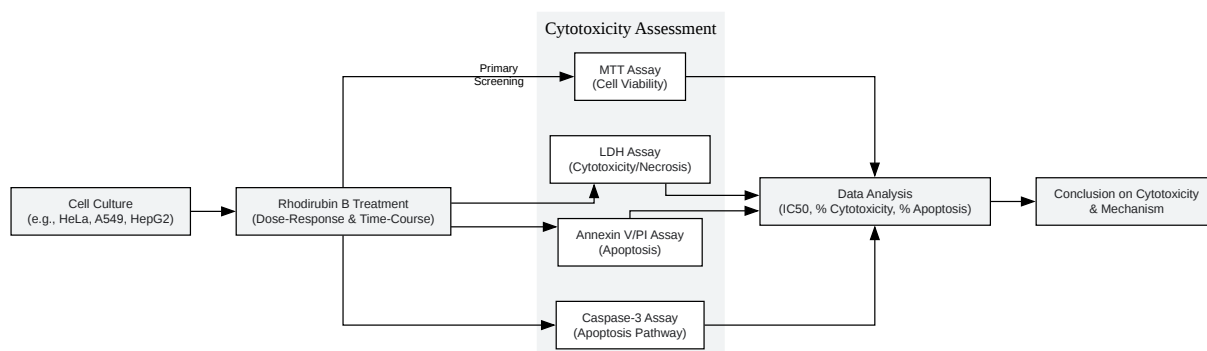 Cytotoxicity Assessment
Primary
Screening
MTT Assay
(Cell Viability)
LDH Assay
(Cytotoxicity/Necrosis)
Cell Culture
(e.g., HeLa, A549, HepG2)
Rhodirubin B Treatment
(Dose-Response & Time-Course)
Data Analysis
(IC50, % Cytotoxicity, % Apoptosis)
Conclusion on Cytotoxicity
& Mechanism
Annexin V/PI Assay
(Apoptosis)
Caspase-3 Assay
(Apoptosis Pathway)